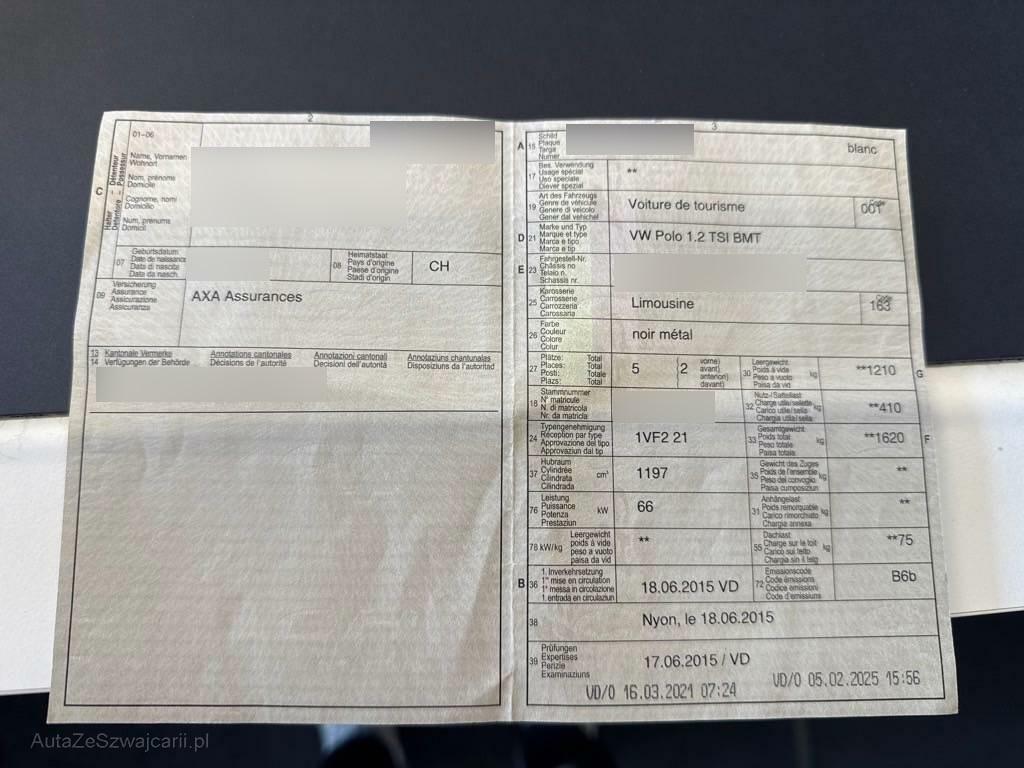 2
01-06
C
Halter - Détenteur
Detentore - Possessur
Name, Vornamen
Wohnort
Nom, prénoms
Domicile
Cognome, nomi
Domicilio
Num, prenums
Domicil
07
Geburtsdatum
Date de naissance
Data di nascita
Data da nasch.
08
Heimatstaat
Pays d'origine
Paese d'origine
Stadi d'origin
CH
09
Versicherung
Assurance
Assicurazione
Assicuranza
AXA Assurances
13
14
Kantonale Vermerke
Verfügungen der Behörde
Annotations cantonales
Décisions de l'autorité
Annotazioni cantonali
Decisioni dell'autorità
Annotaziuns chantunalas
Disposiziuns da l'autoritad
3
A
15
Schild
Plaque
Targa
Numer
blanc
17
Bes. Verwendung
Usage spécial
Uso speciale
Diever spezial
**
19
Art des Fahrzeugs
Genre de véhicule
Genere di veicolo
Gener dal vehichel
Voiture de tourisme
Code
001
D
21
Marke und Typ
Marque et type
Marca e tipo
Marca e tip
VW Polo 1.2 TSI BMT
E
23
Fahrgestell-Nr.
Châssis no
Telaio n.
Schassis nr.
25
Karosserie
Carrosserie
Carrozzeria
Carossaria
Limousine
Code
163
26
Farbe
Couleur
Colore
Colur
noir métal
27
Plätze: Total
Places: Total
Posti: Totale
Plazs: Total
5
(2
vorne)
avant)
anteriori)
davant)
30
Leergewicht
Poids à vide
Peso a vuoto
Paisa da vid
kg
**1210
G
18
Stammnummer
N° matricule
N. di matricola
Nr. da matricla
32
Nutz-/Sattellast
Charge utile/sellette
Carico utile/sella
Chargia utila/sella
kg
**410
24
Typengenehmigung
Réception par type
Approvazione del tipo
Approvaziun dal tip
1VF2 21
33
Gesamtgewicht
Poids total
Peso totale
Paisa totala
kg
**1620
F
37
Hubraum
Cylindrée
Cilindrata
Cilindrada
cm³
1197
35
Gewicht des Zuges
Poids de l'ensemble
Peso del convoglio
Paisa cumposiziun
kg
**
76
Leistung
Puissance
Potenza
Prestaziun
kW
66
31
Anhängelast
Poids remorquable
Carico rimorchiato
Chargia annexa
kg
**
78 kW/kg
Leergewicht
poids à vide
peso a vuoto
paisa da vid
**
55
Dachlast
Charge sur le toit
Carico sul tetto
Chargia sin il tetg
kg
**75
B
36
1. Inverkehrsetzung
1re mise en circulation
1a messa in circolazione
1. entrada en circulaziun
18.06.2015 VD
72
Emissionscode
Code émissions
Codice emissioni
Code d'emissiuns
B6b
38
Nyon, le 18.06.2015
39
Prüfungen
Expertises
Perizie
Examinaziuns
17.06.2015 / VD
VD/0 16.03.2021 07:24
VD/0 05.02.2025 15:56
AutaZeSzwajcarii.pl